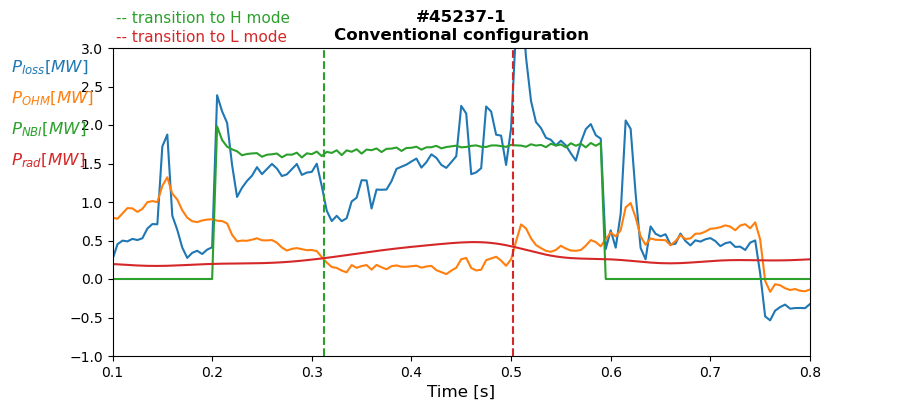 -- transition to H mode
-- transition to L mode
#45237-1
Conventional configuration
P_loss[MW]
P_OHM[MW]
P_NBI[MW]
P_rad[MW]
3.0
2.5
2.0
1.5
1.0
0.5
0.0
−0.5
−1.0
0.1 0.2 0.3 0.4 0.5 0.6 0.7 0.8
Time [s]